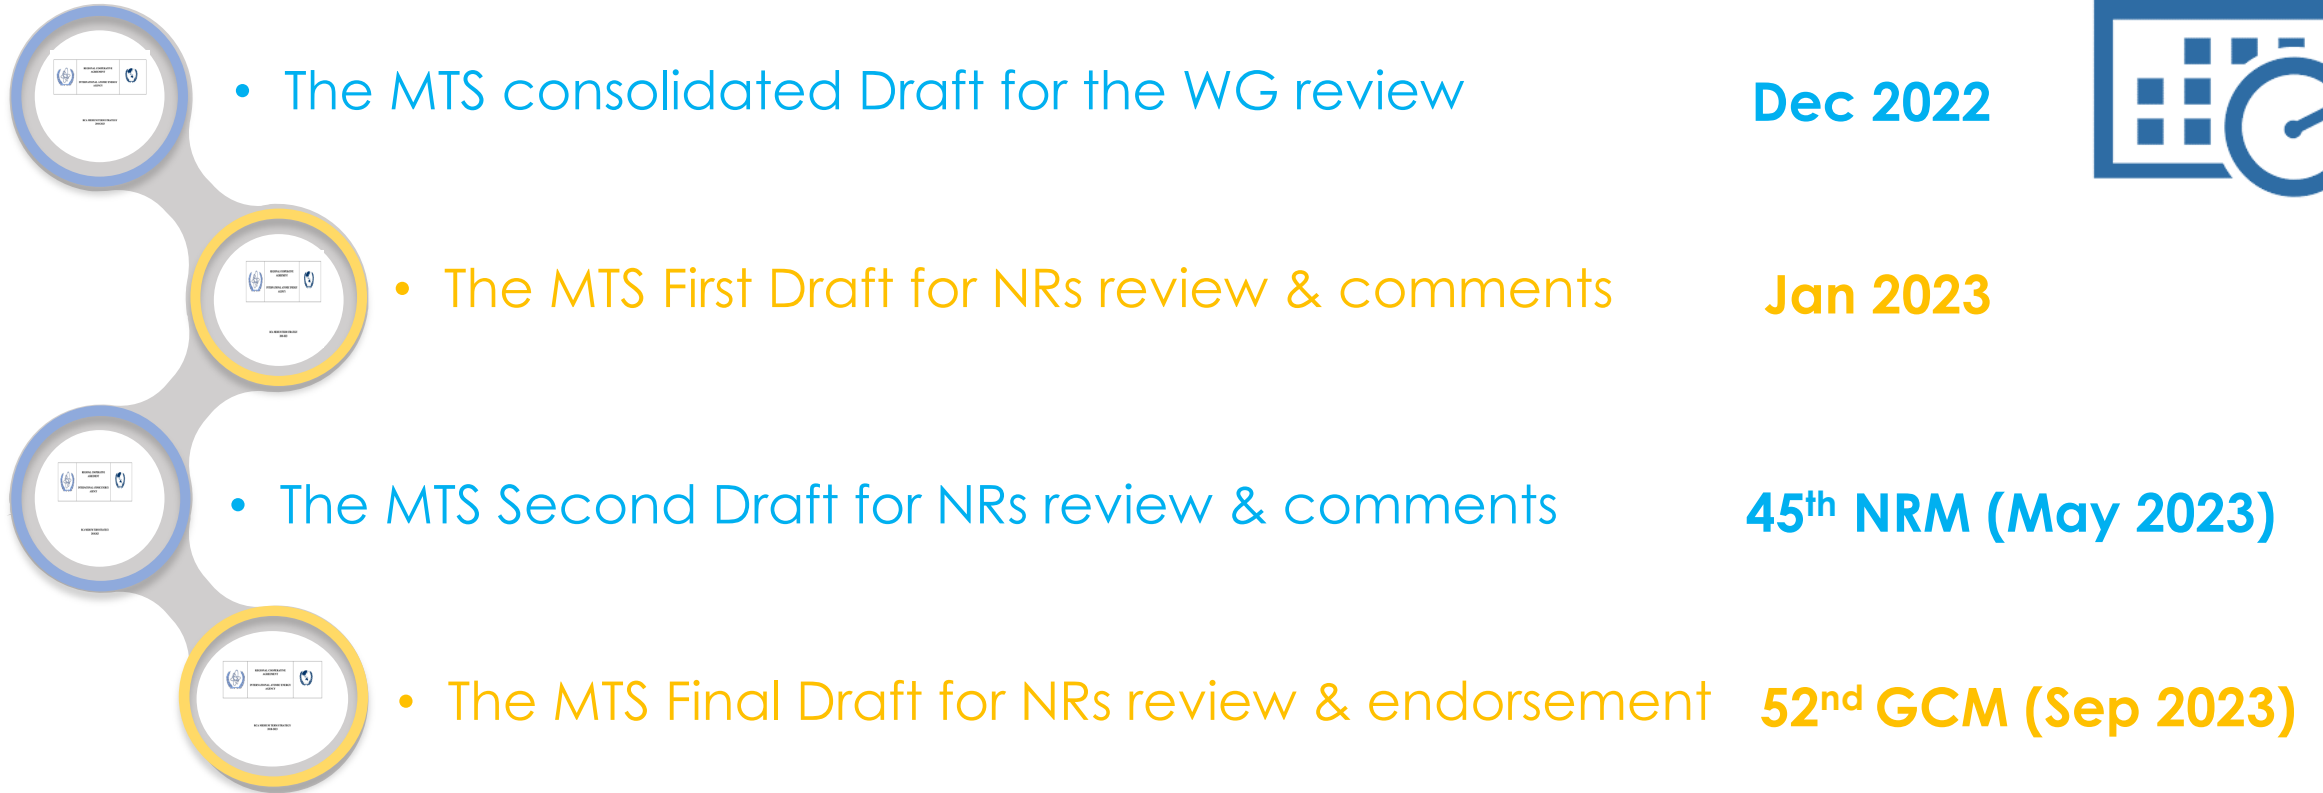 • The MTS consolidated Draft for the WG review Dec 2022
• The MTS First Draft for NRs review & comments Jan 2023
• The MTS Second Draft for NRs review & comments 45th NRM (May 2023)
• The MTS Final Draft for NRs review & endorsement 52nd GCM (Sep 2023)